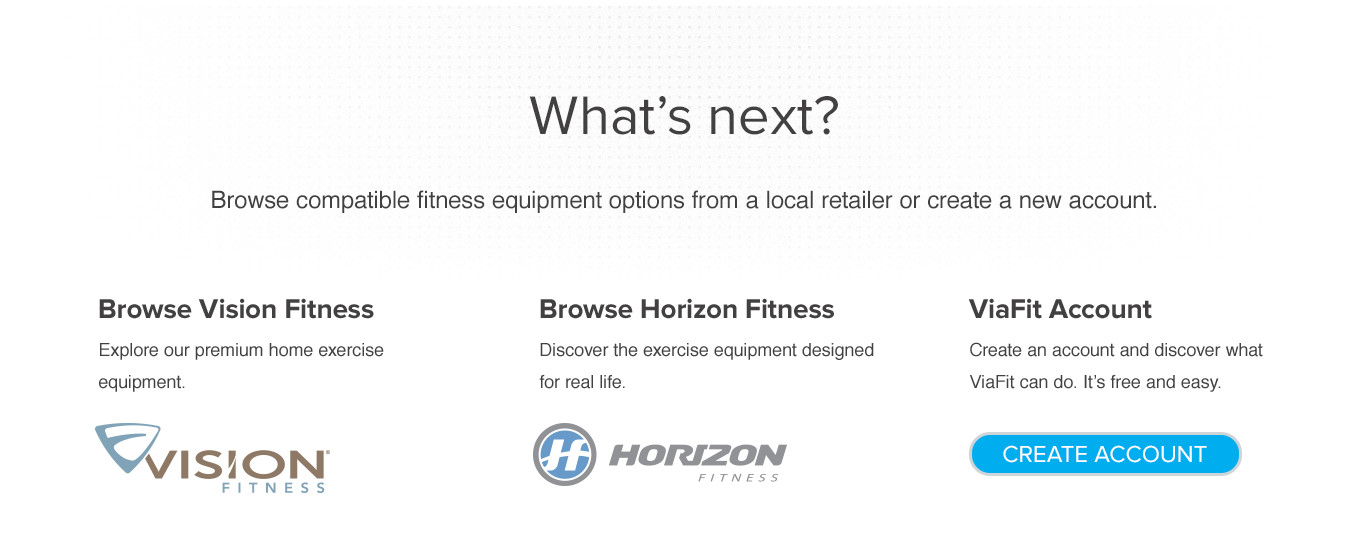 What’s next?
Browse compatible fitness equipment options from a local retailer or create a new account.
Browse Vision Fitness
Explore our premium home exercise
equipment.
VISION®
FITNESS
Browse Horizon Fitness
Discover the exercise equipment designed
for real life.
HORIZON
FITNESS
ViaFit Account
Create an account and discover what
ViaFit can do. It’s free and easy.
CREATE ACCOUNT